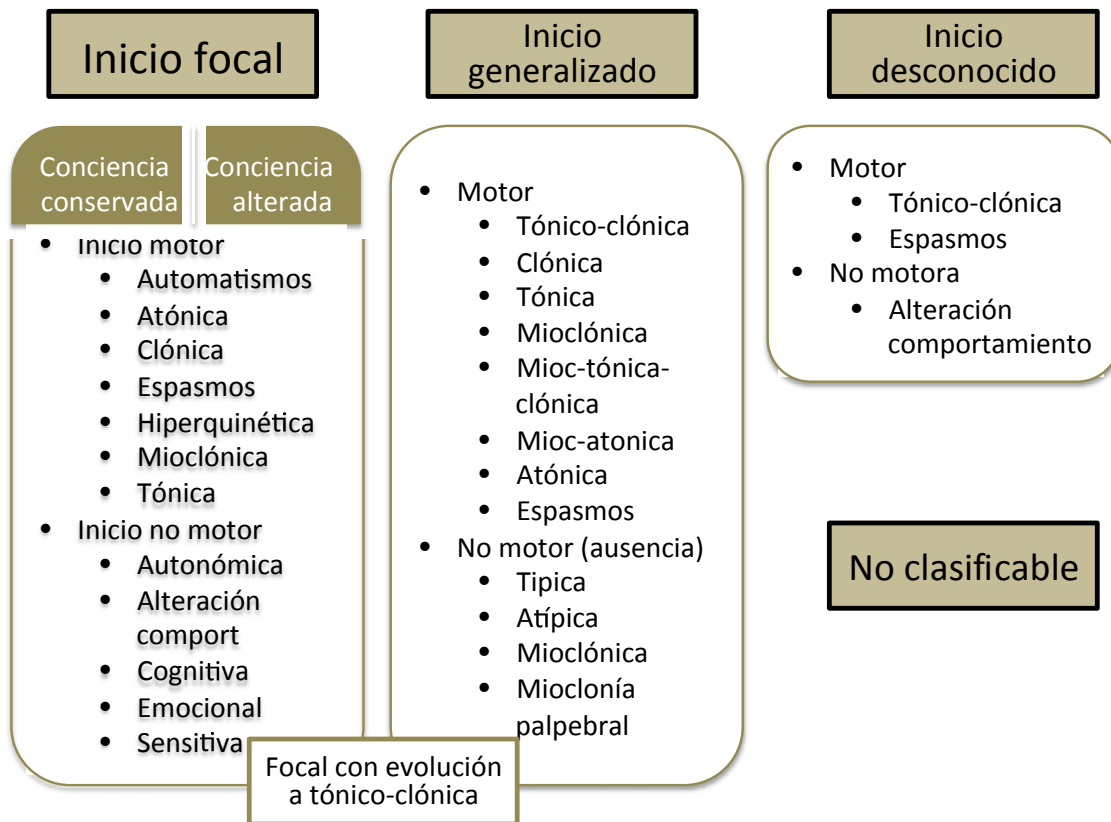 Inicio focal
Conciencia
conservada
Conciencia
alterada
• Inicio motor
• Automatismos
• Atónica
• Clónica
• Espasmos
• Hiperquinética
• Mioclónica
• Tónica
• Inicio no motor
• Autonómica
• Alteración
comport
• Cognitiva
• Emocional
• Sensitiva
Focal con evolución
a tónico-clónica
Inicio
generalizado
• Motor
• Tónico-clónica
• Clónica
• Tónica
• Mioclónica
• Mioc-tónica-
clónica
• Mioc-atonica
• Atónica
• Espasmos
• No motor (ausencia)
• Tipica
• Atípica
• Mioclónica
• Mioclonía
palpebral
Inicio
desconocido
• Motor
• Tónico-clónica
• Espasmos
• No motora
• Alteración
comportamiento
No clasificable